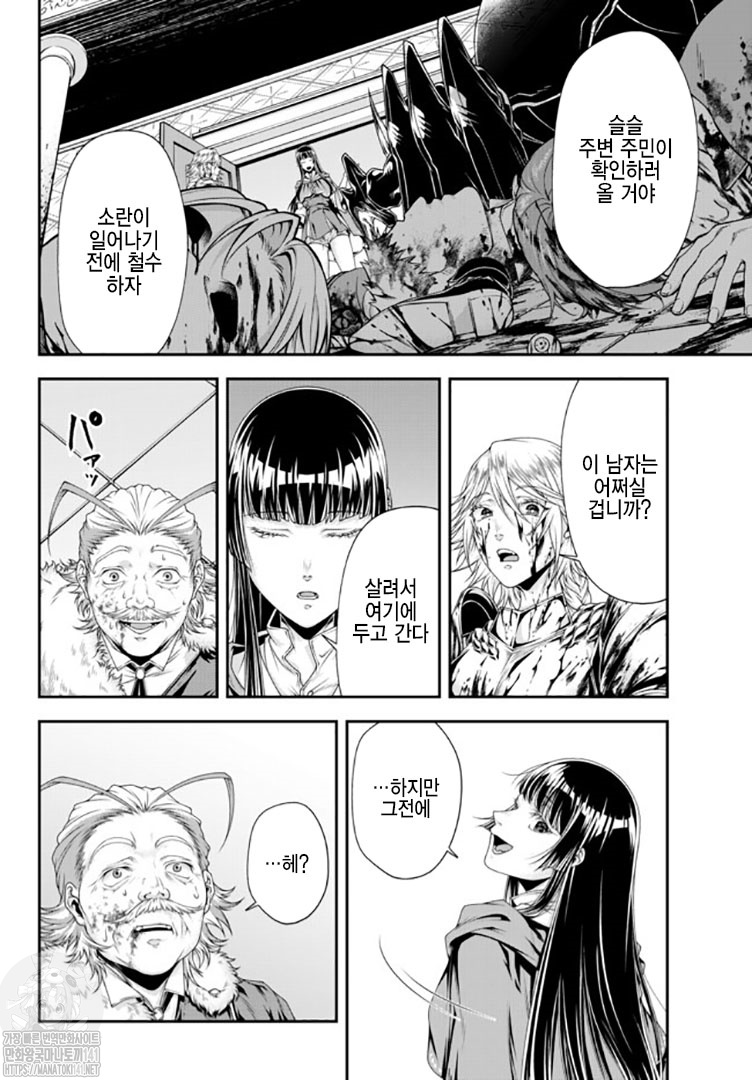 슬슬
주변 주민이
확인하러
올 거야
소란이
일어나기
전에 철수
하자
이 남자는
어쩌실
겁니까?
살려서
여기에
두고 간다
パァッ
…하지만
그전에
…헤?
가장 빠른 번역만화사이트
만화왕국마나토끼141
HTTPS://MANATOKI141.NET